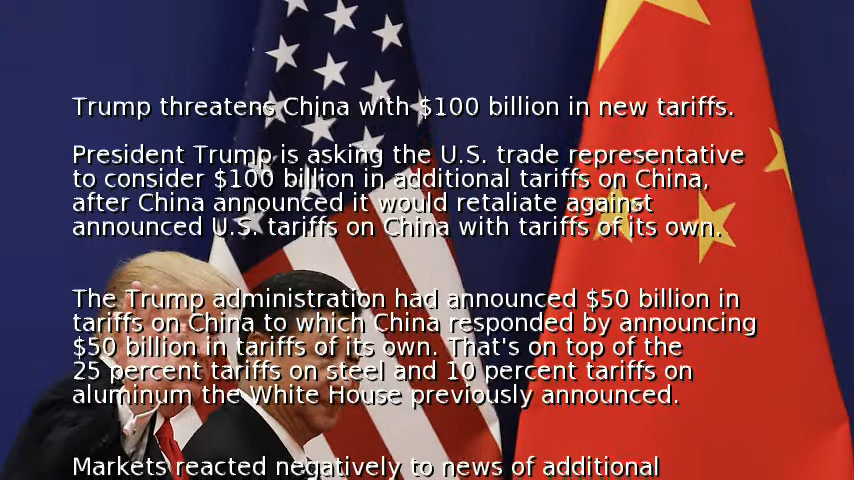 Trump threatens China with $100 billion in new tariffs.
President Trump is asking the U.S. trade representative
to consider $100 billion in additional tariffs on China,
after China announced it would retaliate against
announced U.S. tariffs on China with tariffs of its own.
The Trump administration had announced $50 billion in
tariffs on China to which China responded by announcing
$50 billion in tariffs of its own. That's on top of the
25 percent tariffs on steel and 10 percent tariffs on
aluminum the White House previously announced.
Markets reacted negatively to news of additional